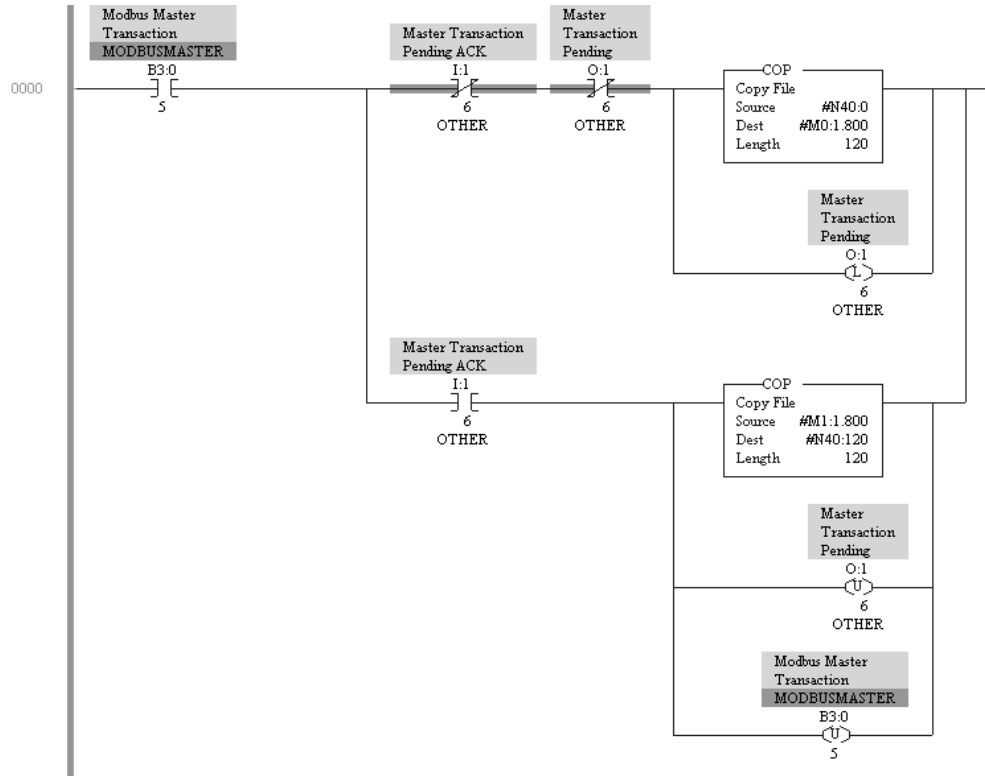 Modbus Master
Transaction
MODBUSMASTER
B3:0
5
0000
Master Transaction
Pending ACK
I:1
6
OTHER
Master
Transaction
Pending
O:1
6
OTHER
COP
Copy File
Source #N40:0
Dest #M0:1.800
Length 120
Master
Transaction
Pending
O:1
L
6
OTHER
Master Transaction
Pending ACK
I:1
6
OTHER
COP
Copy File
Source #M1:1.800
Dest #N40:120
Length 120
Master
Transaction
Pending
O:1
U
6
OTHER
Modbus Master
Transaction
MODBUSMASTER
B3:0
U
5